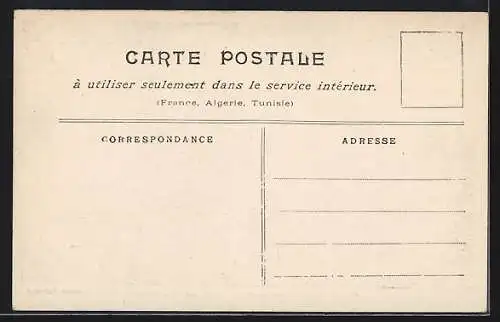 CARTE POSTALE
à utiliser seulement dans le service intérieur.
(France, Algerie, Tunisie)
CORRESPONDANCE
ADRESSE